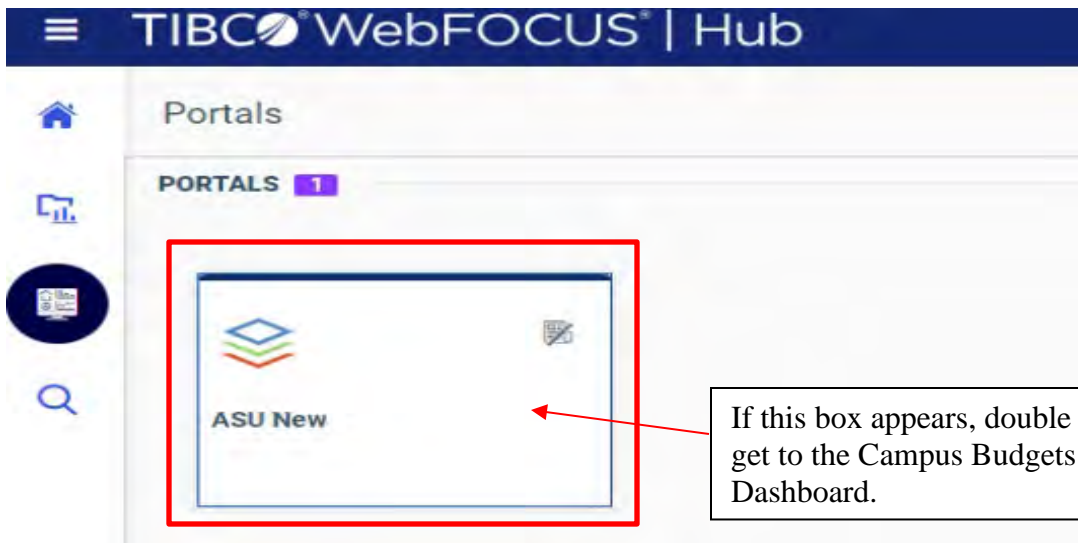 TIBCO® WebFOCUS® | Hub
Portals
PORTALS 1
ASU New
If this box appears, double
get to the Campus Budgets
Dashboard.